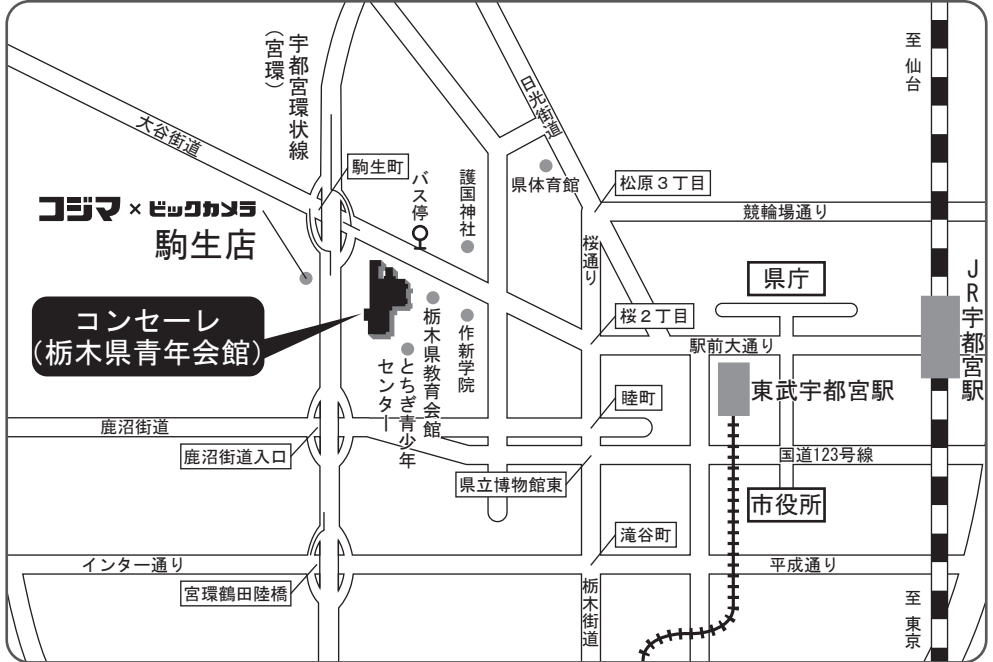 宇都宮環状線
（宮環）
大谷街道
駒生町
バス停
護国神社
日光街道
県体育館
松原３丁目
競輪場通り
至 仙台
コジマ×ビックカメラ
駒生店
桜通り
県庁
ＪＲ宇都宮駅
コンセーレ
（栃木県青年会館）
栃木県教育会館
作新学院
桜２丁目
駅前大通り
とちぎ青少年
センター
東武宇都宮駅
睦町
鹿沼街道
鹿沼街道入口
国道123号線
県立博物館東
市役所
滝谷町
インター通り
平成通り
宮環鶴田陸橋
栃木街道
至 東京